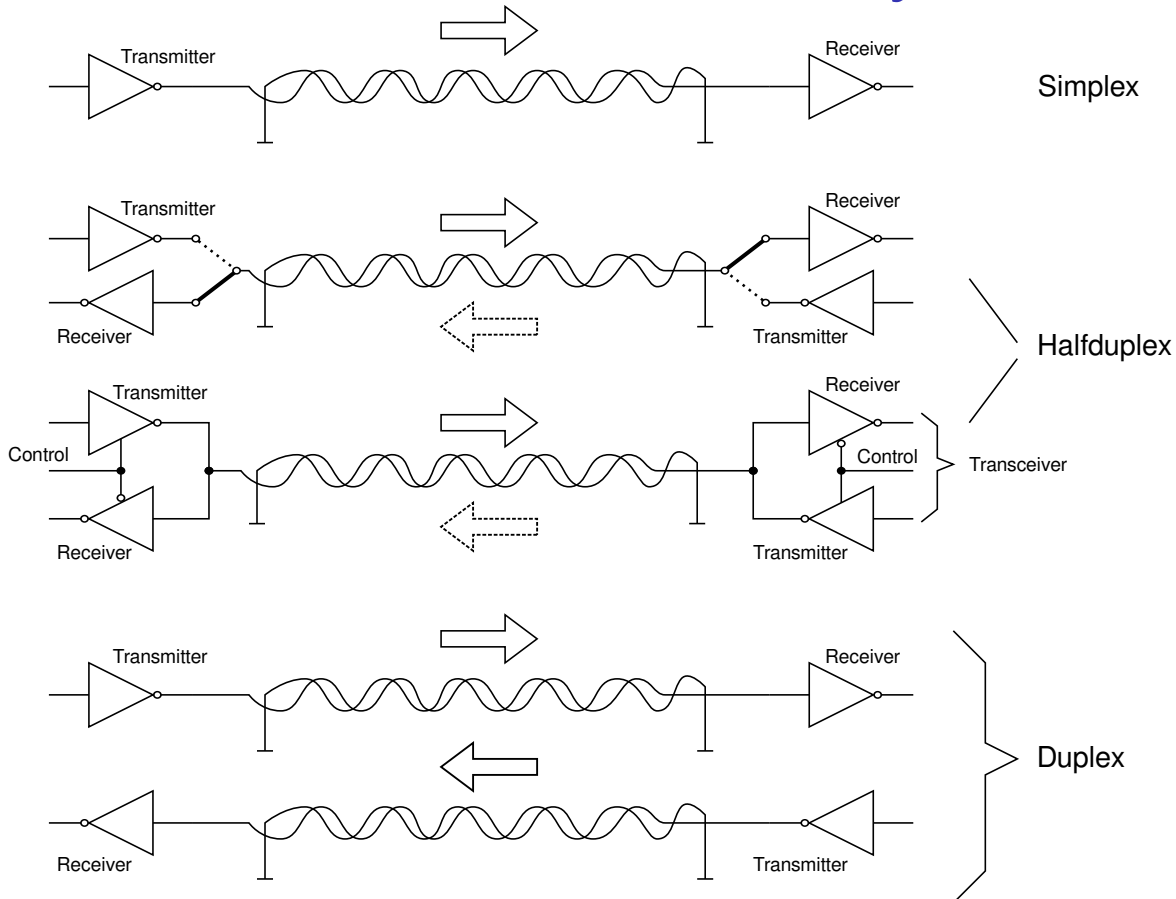 Transmitter
Receiver
Simplex
Transmitter
Receiver
Receiver
Transmitter
Halfduplex
Transmitter
Receiver
Control
Control
Transceiver
Receiver
Transmitter
Transmitter
Receiver
Duplex
Receiver
Transmitter